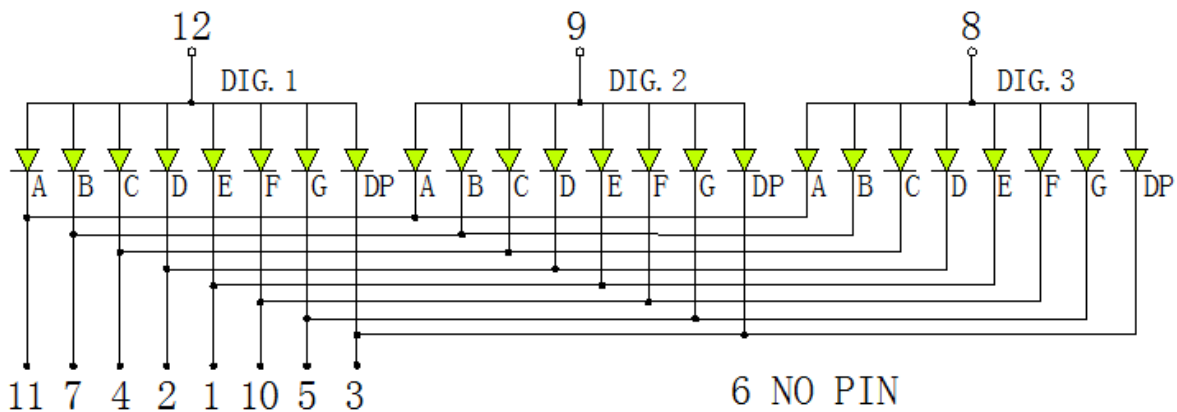 12 9 8
DIG. 1 DIG. 2 DIG. 3
A B C D E F G DP A B C D E F G DP A B C D E F G DP
11 7 4 2 1 10 5 3 6 NO PIN